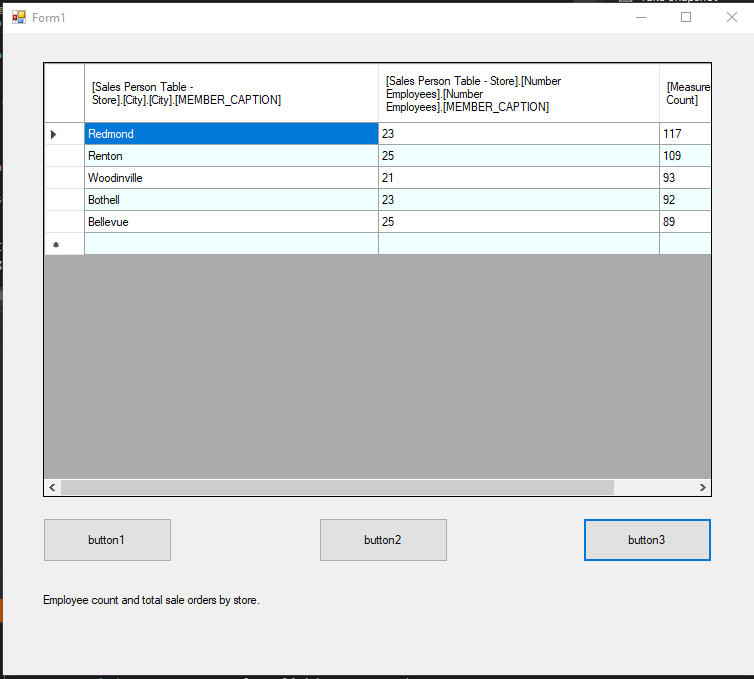 Form1
[Sales Person Table -
Store].[City].[City].[MEMBER_CAPTION]
[Sales Person Table - Store].[Number
Employees].[Number
Employees].[MEMBER_CAPTION]
[Measure
Count]
Redmond 23 117
Renton 25 109
Woodinville 21 93
Bothell 23 92
Bellevue 25 89
button1 button2 button3
Employee count and total sale orders by store.